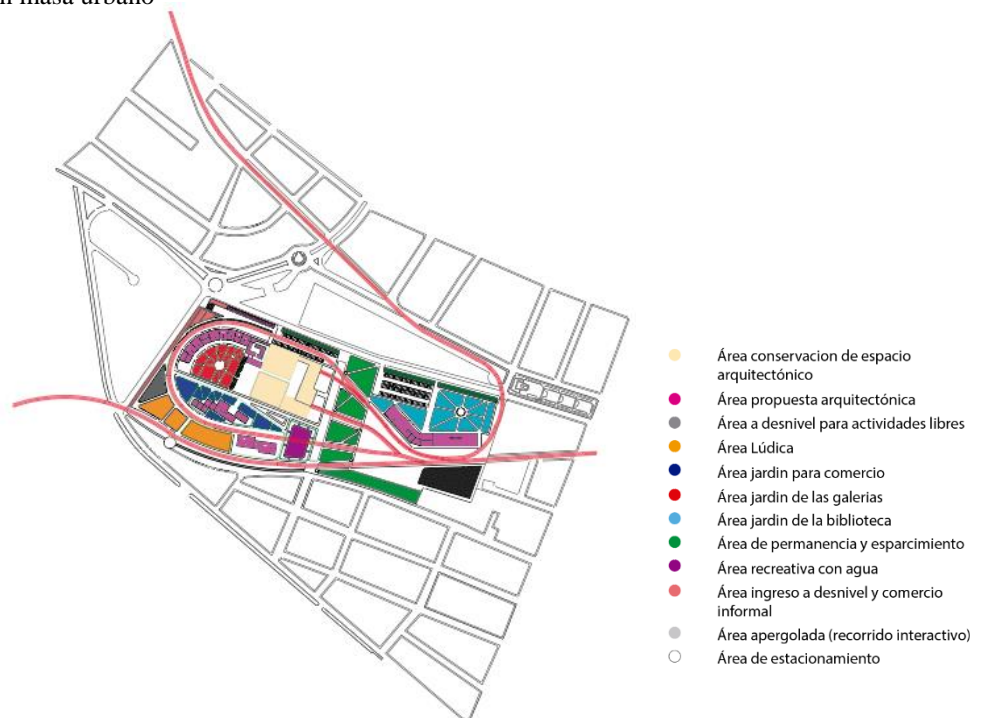 masa urbano
Área conservacion de espacio
arquitectónico
Área propuesta arquitectónica
Área a desnivel para actividades libres
Área Lúdica
Área jardin para comercio
Área jardin de las galerias
Área jardin de la biblioteca
Área de permanencia y esparcimiento
Área recreativa con agua
Área ingreso a desnivel y comercio
informal
Área apergolada (recorrido interactivo)
Área de estacionamiento